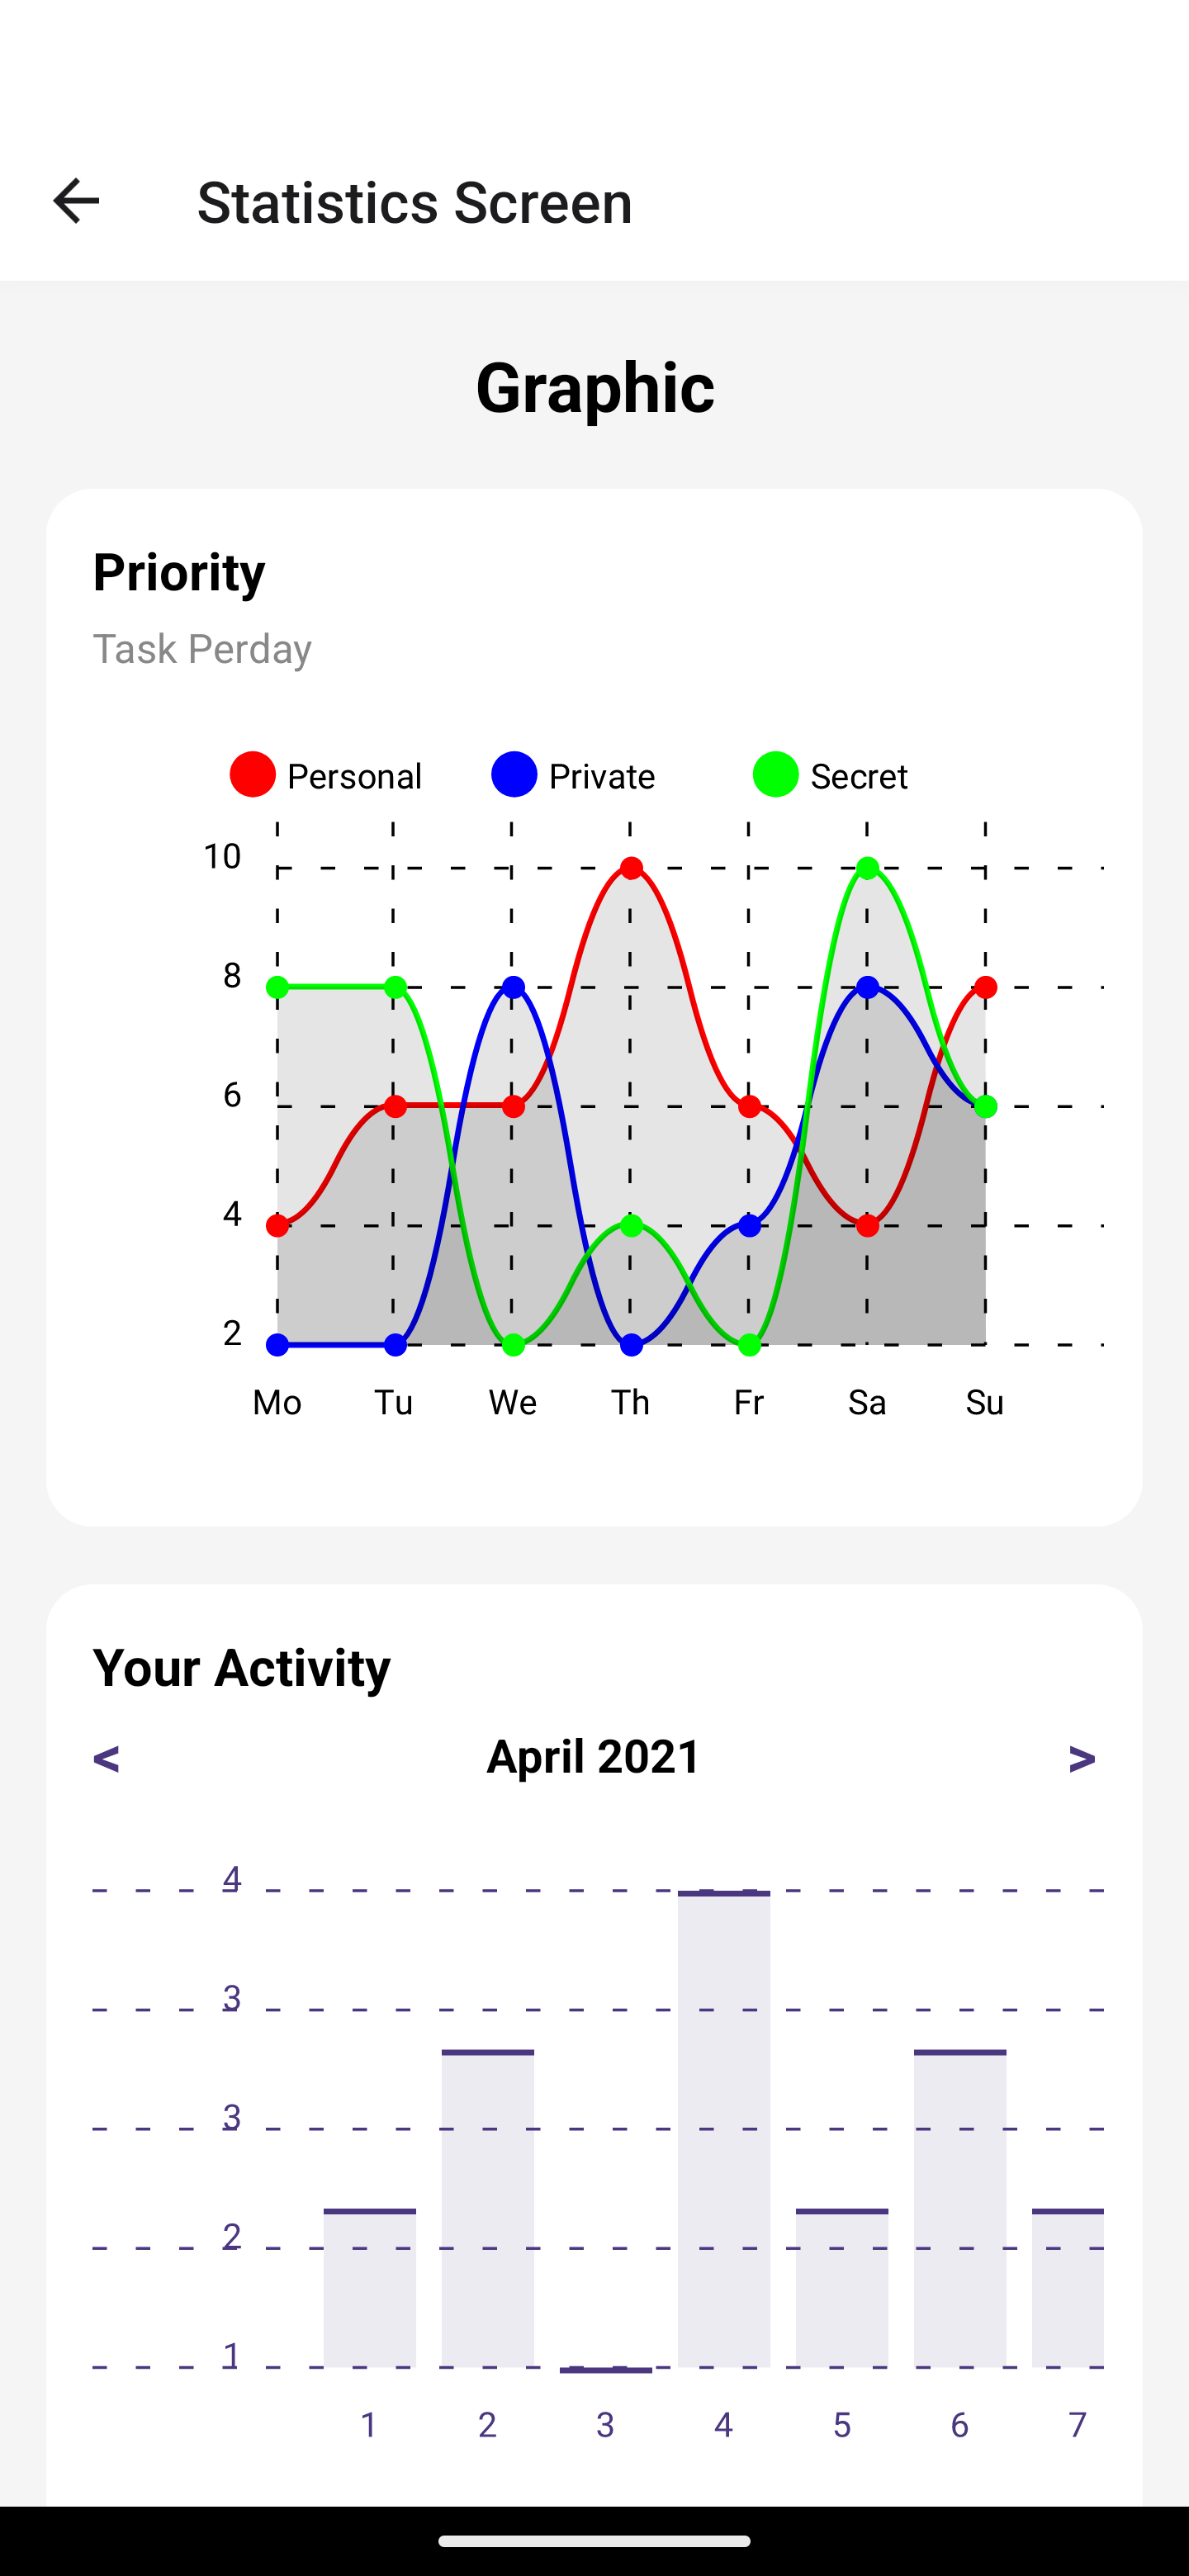 Statistics Screen
Graphic
Priority
Task Perday
Personal Private Secret
10
8
6
4
2
Mo Tu We Th Fr Sa Su
Your Activity
< April 2021 >
4
3
3
2
1
1 2 3 4 5 6 7